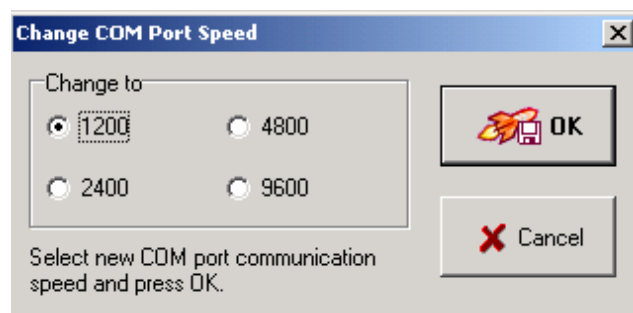 Change COM Port Speed
Change to
1200
4800
2400
9600
OK
Cancel
Select new COM port communication
speed and press OK.